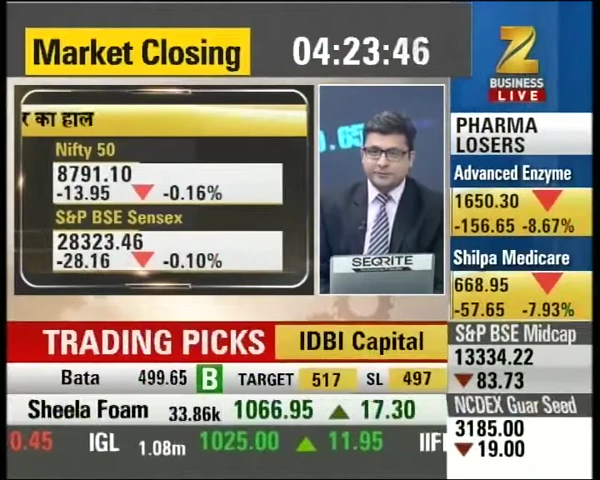 Market Closing
04:23:46
Z
BUSINESS
LIVE
र का हाल
Nifty 50
8791.10
-13.95 -0.16%
S&P BSE Sensex
28323.46
-28.16 -0.10%
.65
SEQRITE
PHARMA
LOSERS
Advanced Enzyme
1650.30
-156.65 -8.67%
Shilpa Medicare
668.95
-57.65 -7.93%
S&P BSE Midcap
13334.22
83.73
NCDEX Guar Seed
3185.00
19.00
TRADING PICKS
IDBI Capital
Bata 499.65 B TARGET 517 SL 497
Sheela Foam 33.86k 1066.95 17.30
0.45 IGL 1.08m 1025.00 11.95 IIF